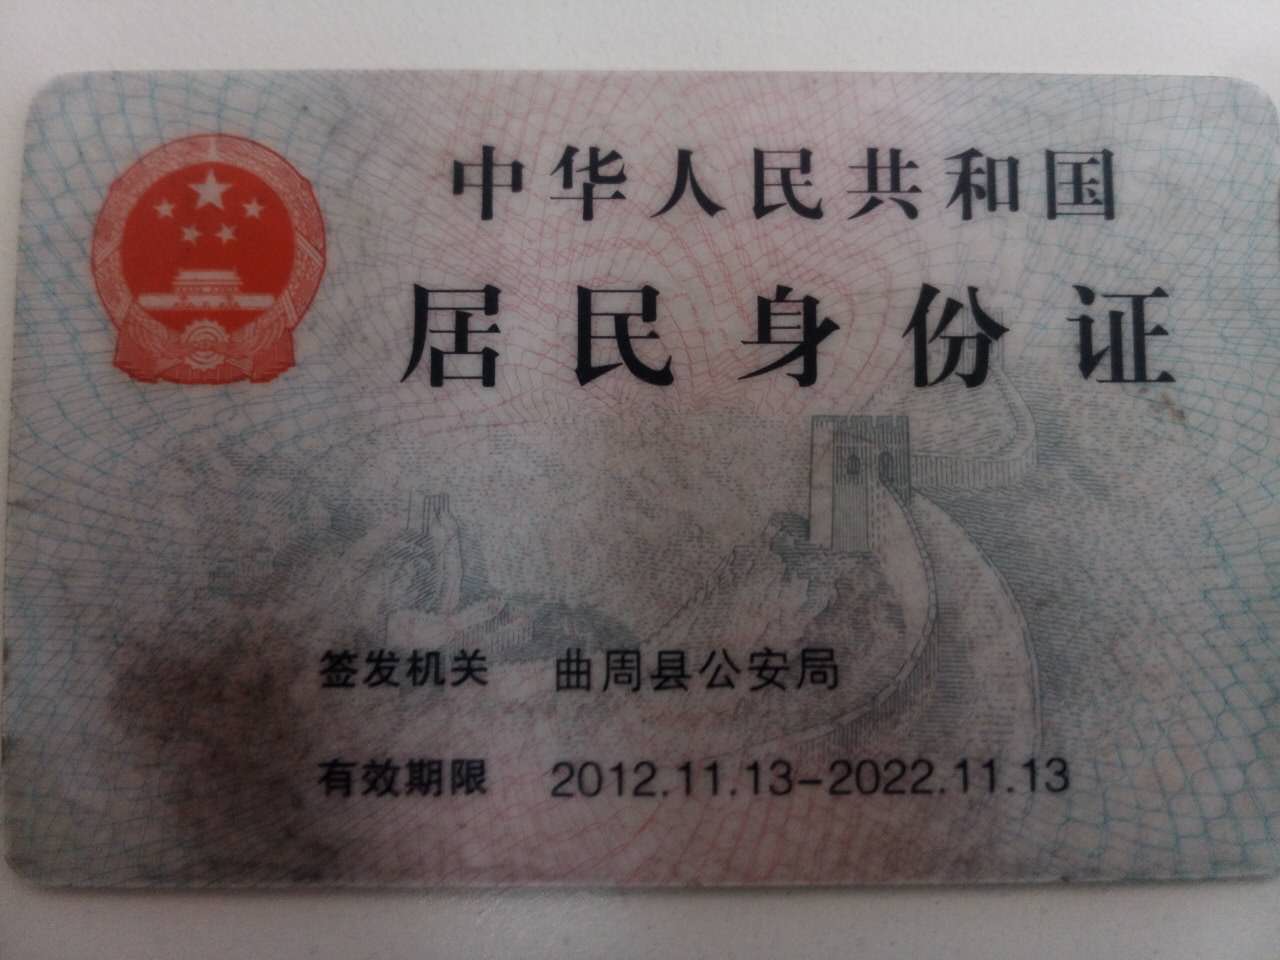 中华人民共和国
居民身份证
签发机关 曲周县公安局
有效期限 2012.11.13-2022.11.13